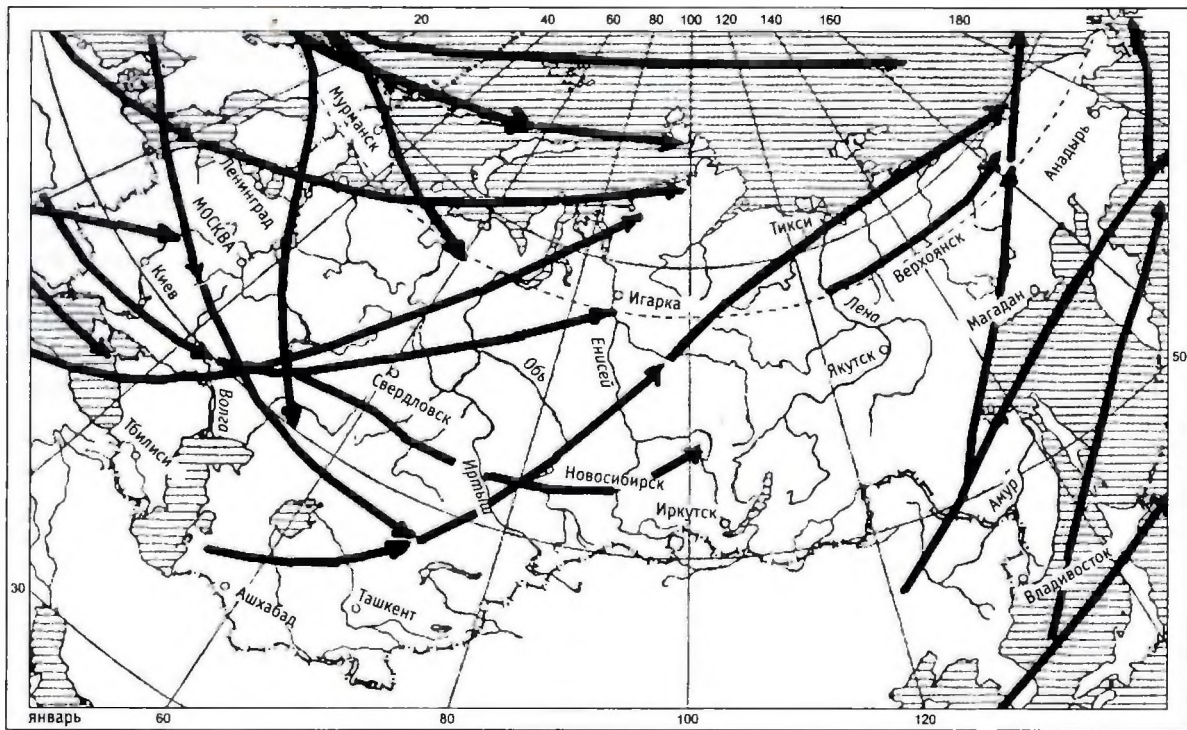 20 40 60 80 100 120 140 160 180
Мурманск
Анадырь
Ленинград
МОСКВА
Тикси
Киев
Верхоянск
Игарка
Лена
Магадан
Обь
Енисей
Якутск
50
Свердловск
Волга
Тбилиси
Новосибирск
Иртыш
Амур
Иркутск
Владивосток
30
Ашхабад
Ташкент
январь 60 80 100 120